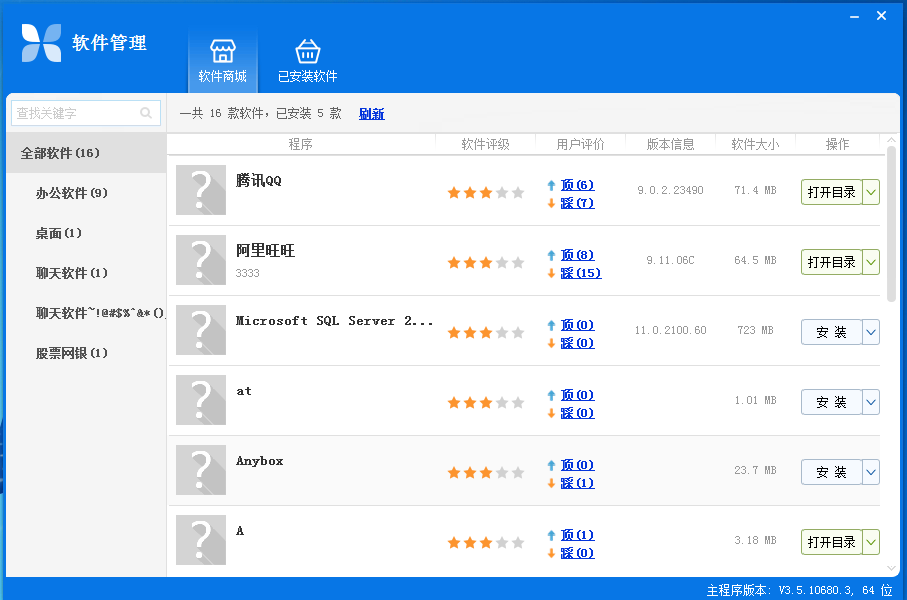 软件管理
软件商城
已安装软件
查找关键字
一共 16 款软件，已安装 5 款 刷新
全部软件(16)
办公软件(9)
桌面(1)
聊天软件(1)
聊天软件~!@#$%^&*()
股票网银(1)
程序 软件评级 用户评价 版本信息 软件大小 操作
腾讯QQ
顶(6)
踩(7)
9.0.2.23490
71.4 MB
打开目录
阿里旺旺
3333
顶(8)
踩(15)
9.11.06C
64.5 MB
打开目录
Microsoft SQL Server 2...
顶(0)
踩(0)
11.0.2100.60
723 MB
安 装
at
顶(0)
踩(0)
1.01 MB
安 装
Anybox
顶(0)
踩(1)
23.7 MB
安 装
A
顶(1)
踩(0)
3.18 MB
打开目录
主程序版本: V3.5.10680.3, 64 位